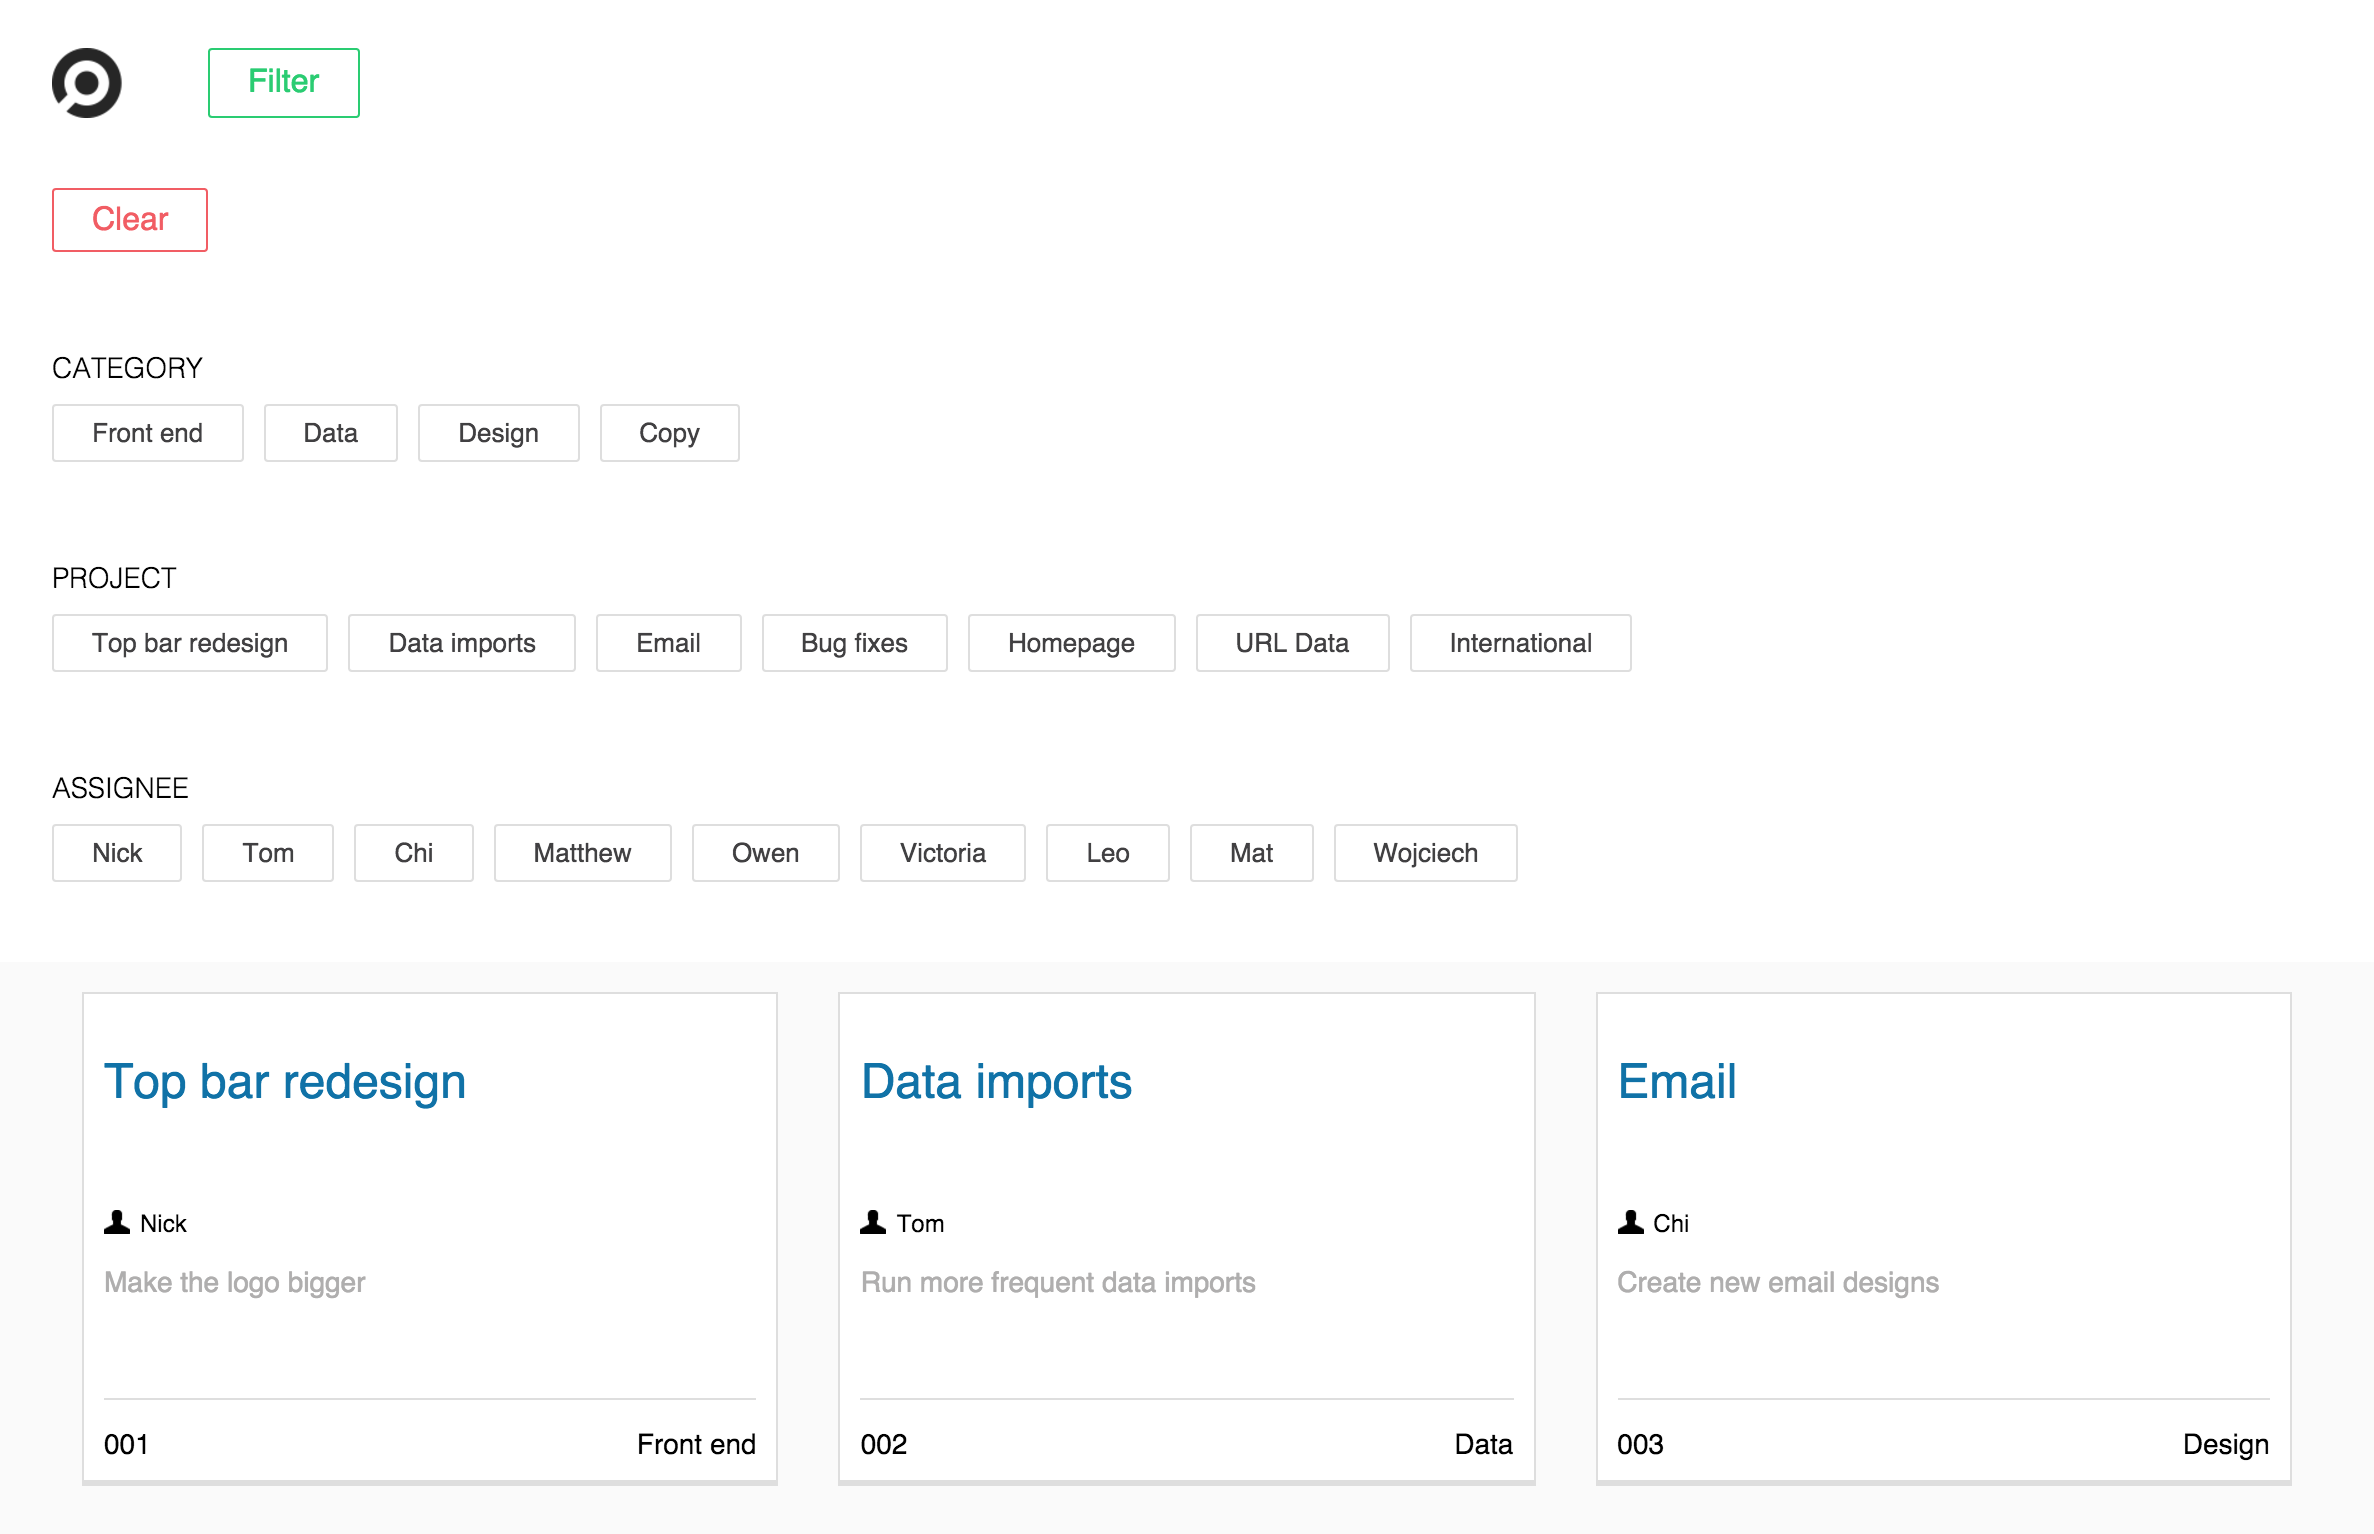 Filter
Clear
CATEGORY
Front end Data Design Copy
PROJECT
Top bar redesign Data imports Email Bug fixes Homepage URL Data International
ASSIGNEE
Nick Tom Chi Matthew Owen Victoria Leo Mat Wojciech
Top bar redesign
Nick
Make the logo bigger
001 Front end
Data imports
Tom
Run more frequent data imports
002 Data
Email
Chi
Create new email designs
003 Design